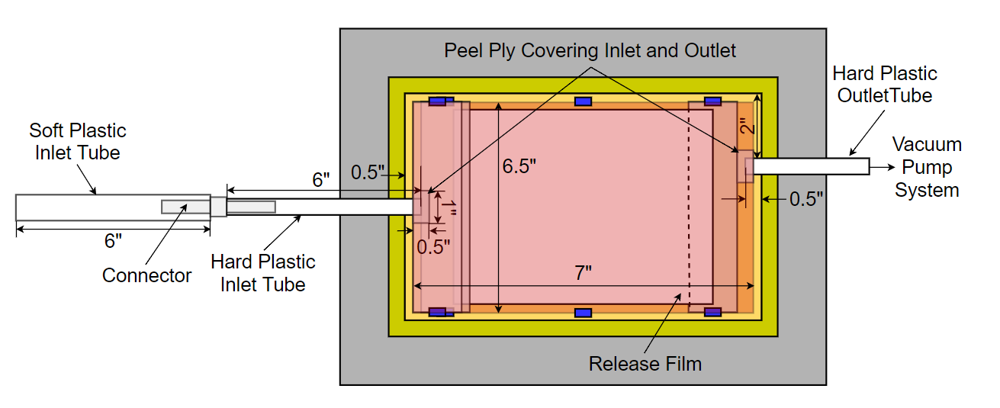 Peel Ply Covering Inlet and Outlet
Hard Plastic
OutletTube
Soft Plastic
Inlet Tube
2"
Vacuum
Pump
System
0.5"
6"
6.5"
0.5"
1"
6"
0.5"
Hard Plastic
Inlet Tube
Connector
7"
Release Film